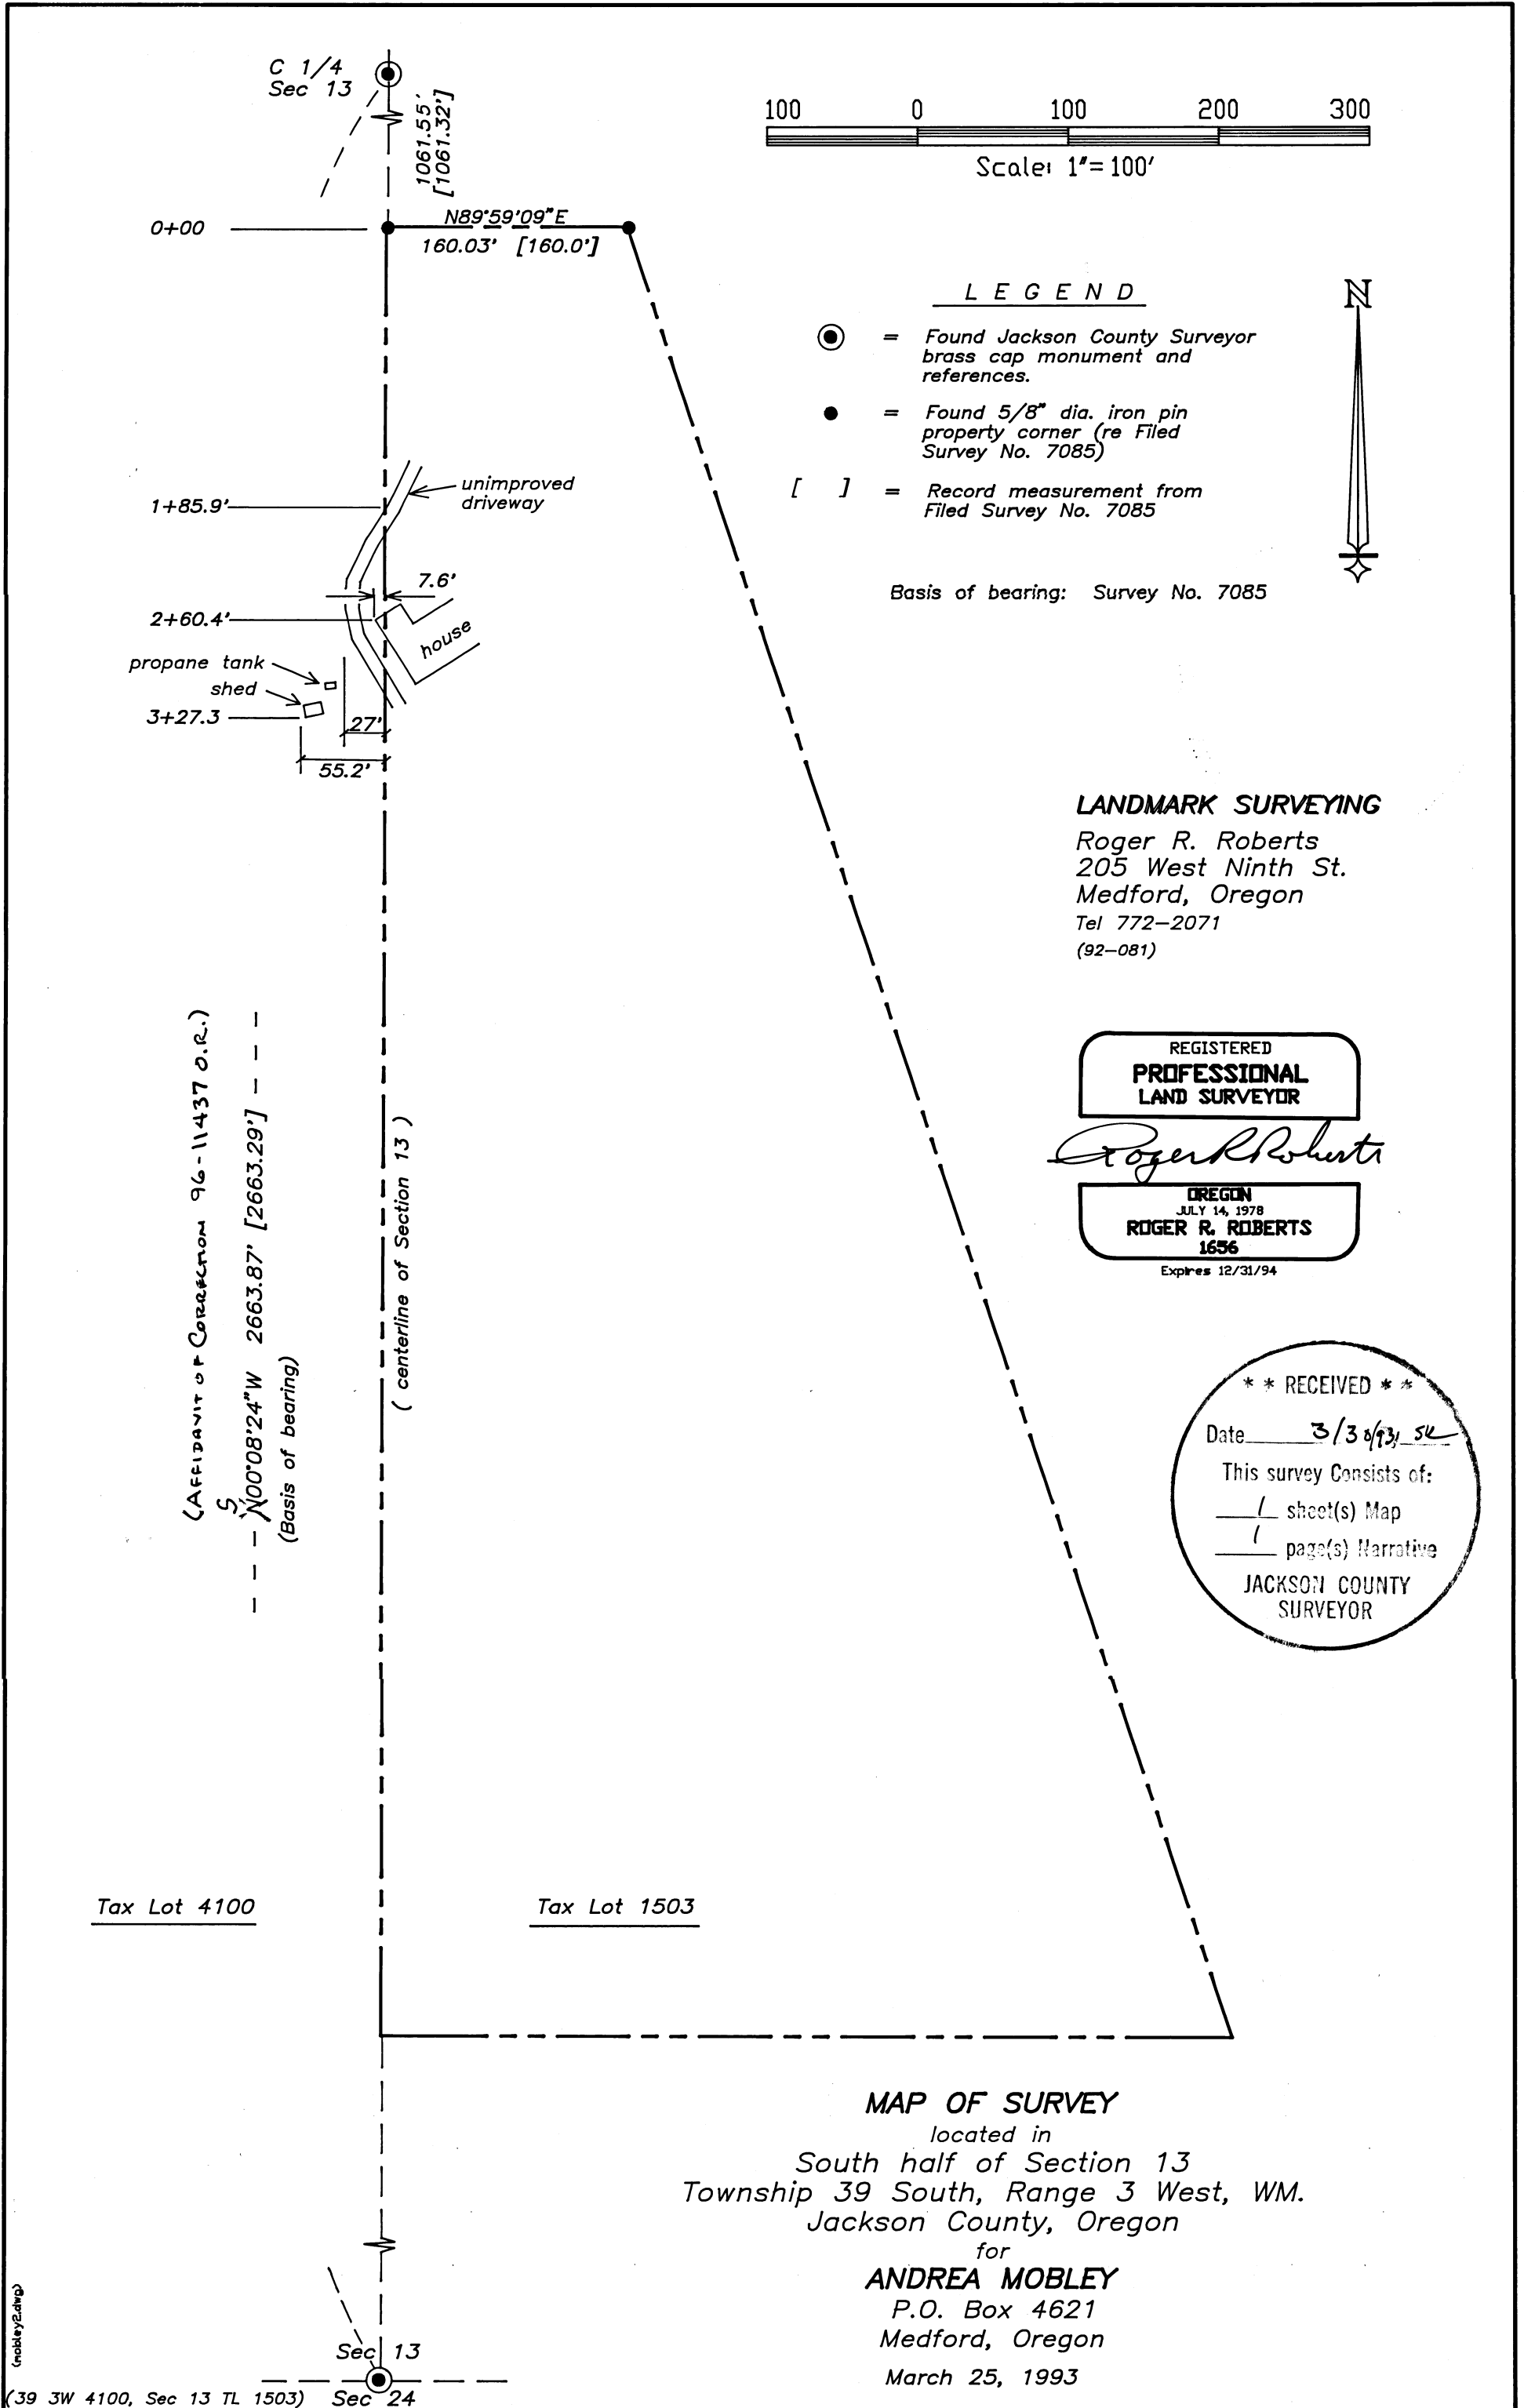 C 1/4
Sec 13
1061.55'
[1061.32']
100 0 100 200 300
Scale: 1"=100'
0+00
N89°59'09"E
160.03' [160.0']
L E G E N D
N
= Found Jackson County Surveyor
brass cap monument and
references.
= Found 5/8" dia. iron pin
property corner (re Filed
Survey No. 7085)
[ ] = Record measurement from
Filed Survey No. 7085
Basis of bearing: Survey No. 7085
unimproved
driveway
1+85.9'
7.6'
2+60.4'
house
propane tank
shed
3+27.3
27'
55.2'
LANDMARK SURVEYING
Roger R. Roberts
205 West Ninth St.
Medford, Oregon
Tel 772-2071
(92-081)
(AFFIDAVIT OF CORRECTION 96-11437 O.R.)
S
N00°08'24"W 2663.87' [2663.29']
(Basis of bearing)
( centerline of Section 13 )
REGISTERED
PROFESSIONAL
LAND SURVEYOR
Roger R Roberts
OREGON
JULY 14, 1978
ROGER R. ROBERTS
1656
Expires 12/31/94
* * RECEIVED * *
Date 3/30/93, SK
This survey Consists of:
1 sheet(s) Map
1 page(s) Narrative
JACKSON COUNTY
SURVEYOR
Tax Lot 4100
Tax Lot 1503
MAP OF SURVEY
located in
South half of Section 13
Township 39 South, Range 3 West, WM.
Jackson County, Oregon
for
ANDREA MOBLEY
P.O. Box 4621
Medford, Oregon
March 25, 1993
(mobley2.dwg)
Sec 13
Sec 24
(39 3W 4100, Sec 13 TL 1503)